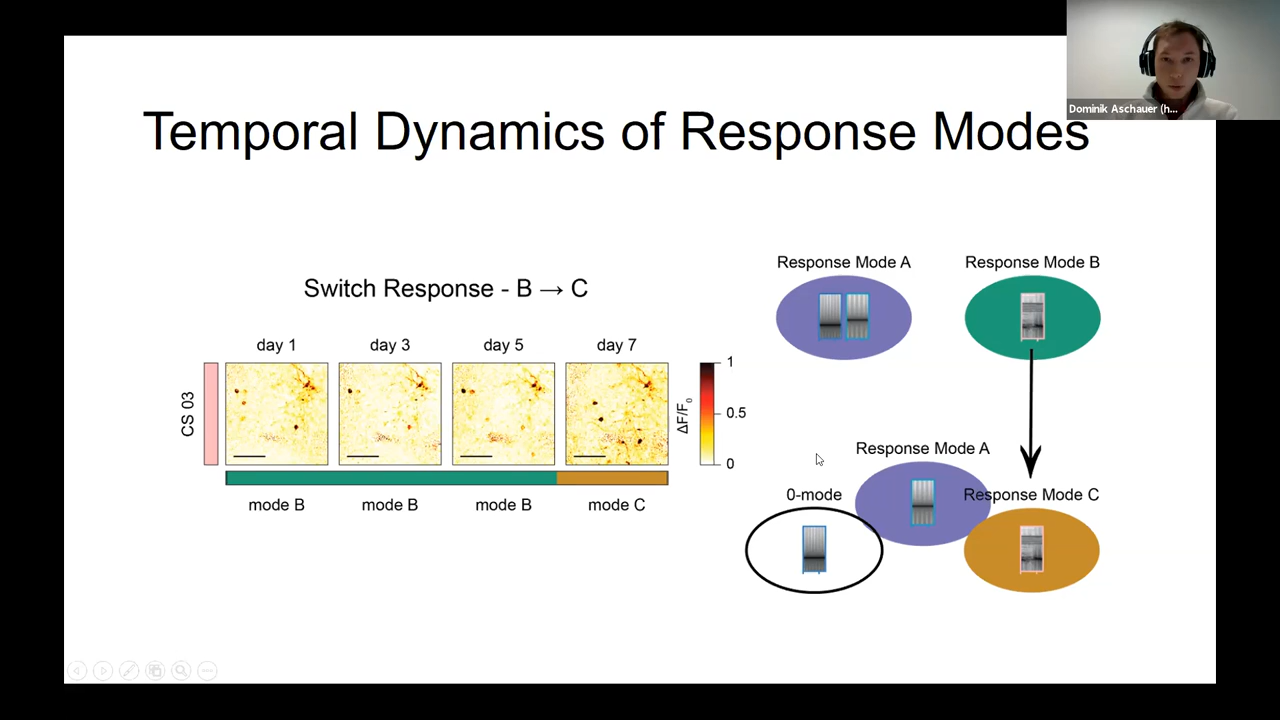 Dominik Aschauer (h...
Temporal Dynamics of Response Modes
Switch Response - B → C
day 1 day 3 day 5 day 7
CS 03
1
0.5
0
ΔF/F0
mode B mode B mode B mode C
Response Mode A Response Mode B
Response Mode A
0-mode Response Mode C